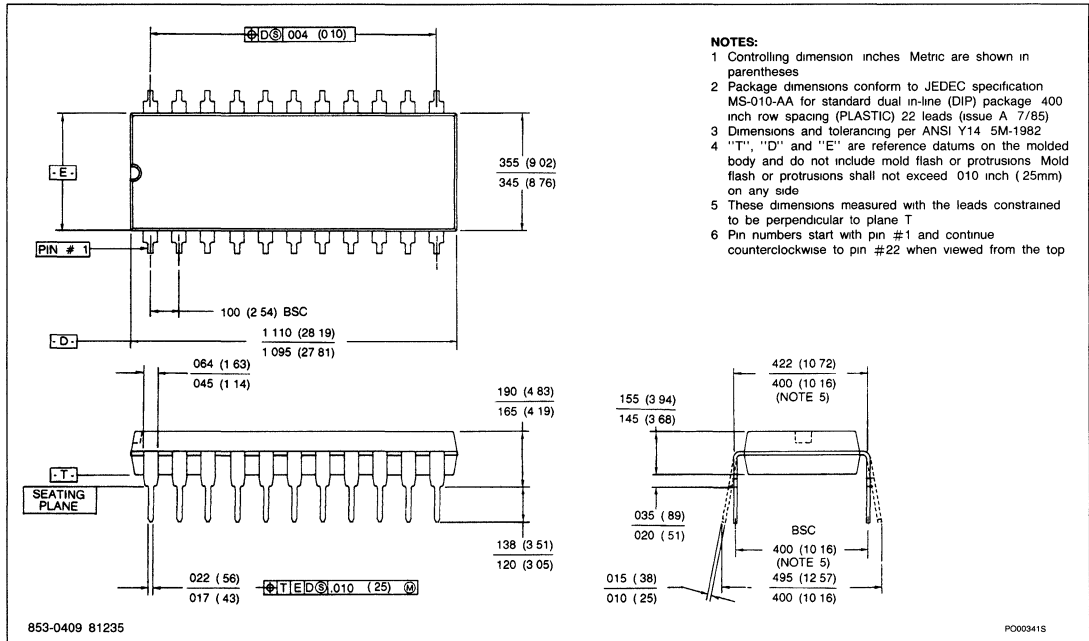 ⌖ D Ⓢ 004 (0 10)
NOTES:
1 Controlling dimension inches Metric are shown in
parentheses
2 Package dimensions conform to JEDEC specification
MS-010-AA for standard dual in-line (DIP) package 400
inch row spacing (PLASTIC) 22 leads (issue A 7/85)
3 Dimensions and tolerancing per ANSI Y14 5M-1982
4 "T", "D" and "E" are reference datums on the molded
body and do not include mold flash or protrusions Mold
flash or protrusions shall not exceed 010 inch ( 25mm)
on any side
5 These dimensions measured with the leads constrained
to be perpendicular to plane T
6 Pin numbers start with pin #1 and continue
counterclockwise to pin #22 when viewed from the top
- E -
355 (9 02)
345 (8 76)
PIN # 1
100 (2 54) BSC
- D -
1 110 (28 19)
1 095 (27 81)
064 (1 63)
045 (1 14)
190 (4 83)
165 (4 19)
- T -
SEATING
PLANE
138 (3 51)
120 (3 05)
022 ( 56)
017 ( 43)
⌖ T E D Ⓢ .010 ( 25) Ⓜ
422 (10 72)
400 (10 16)
(NOTE 5)
155 (3 94)
145 (3 68)
035 ( 89)
020 ( 51)
BSC
400 (10 16)
(NOTE 5)
015 ( 38)
010 ( 25)
495 (12 57)
400 (10 16)
853-0409 81235
PO00341S